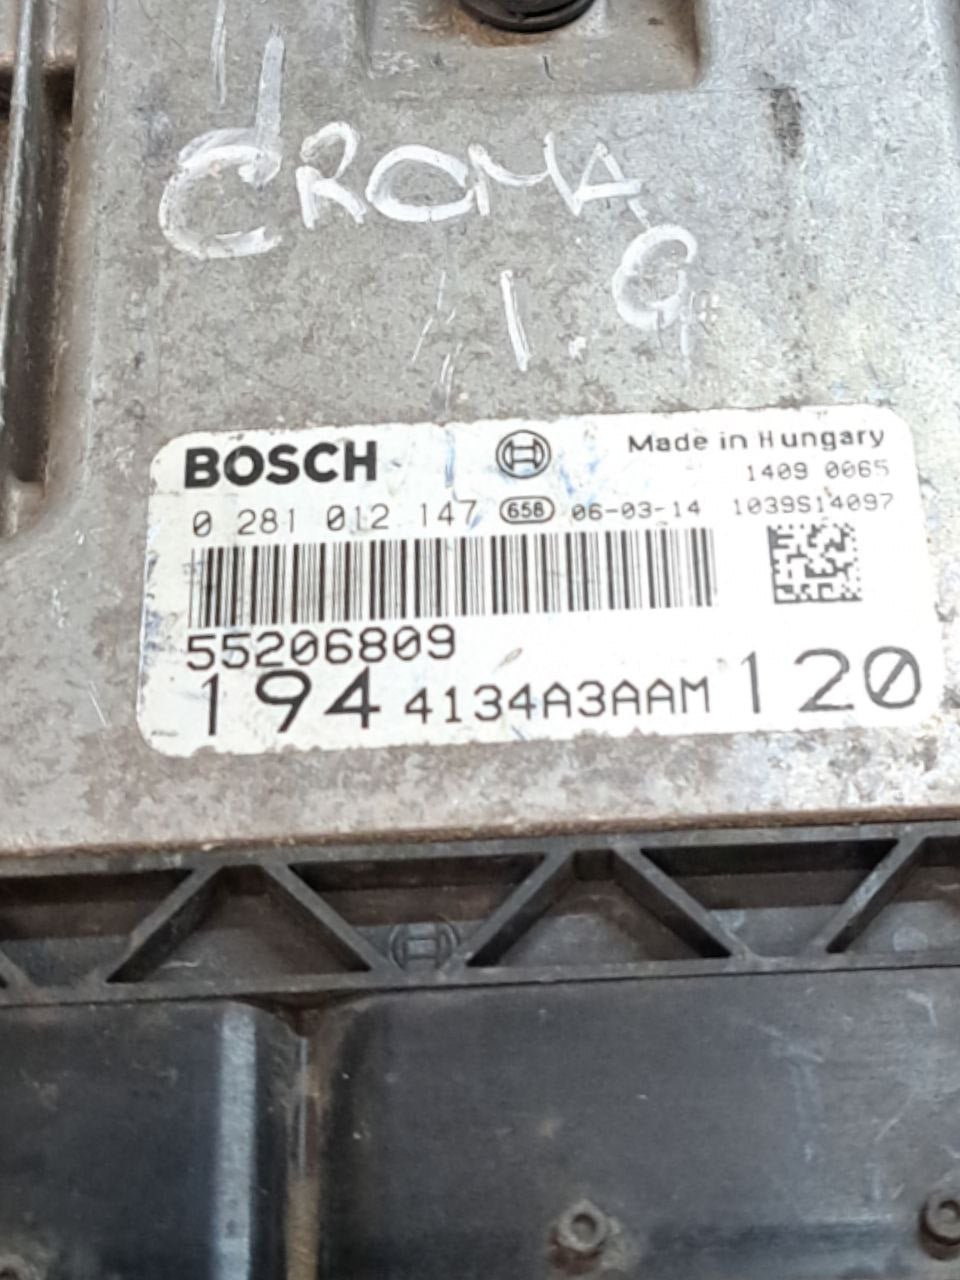 CROMA
1.9
BOSCH
Made in Hungary
1409 0065
0 281 012 147 658 06-03-14 1039S14097
55206809
194 4134A3AAM 120